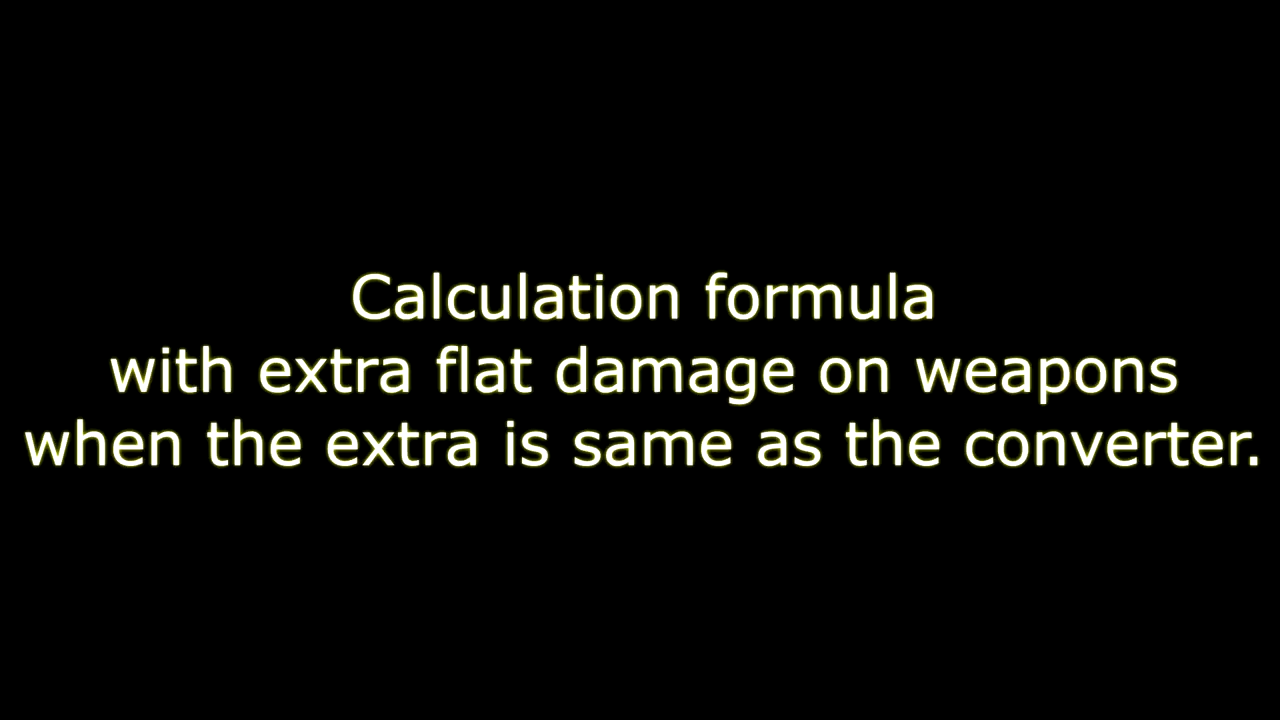 Calculation formula
with extra flat damage on weapons
when the extra is same as the converter.